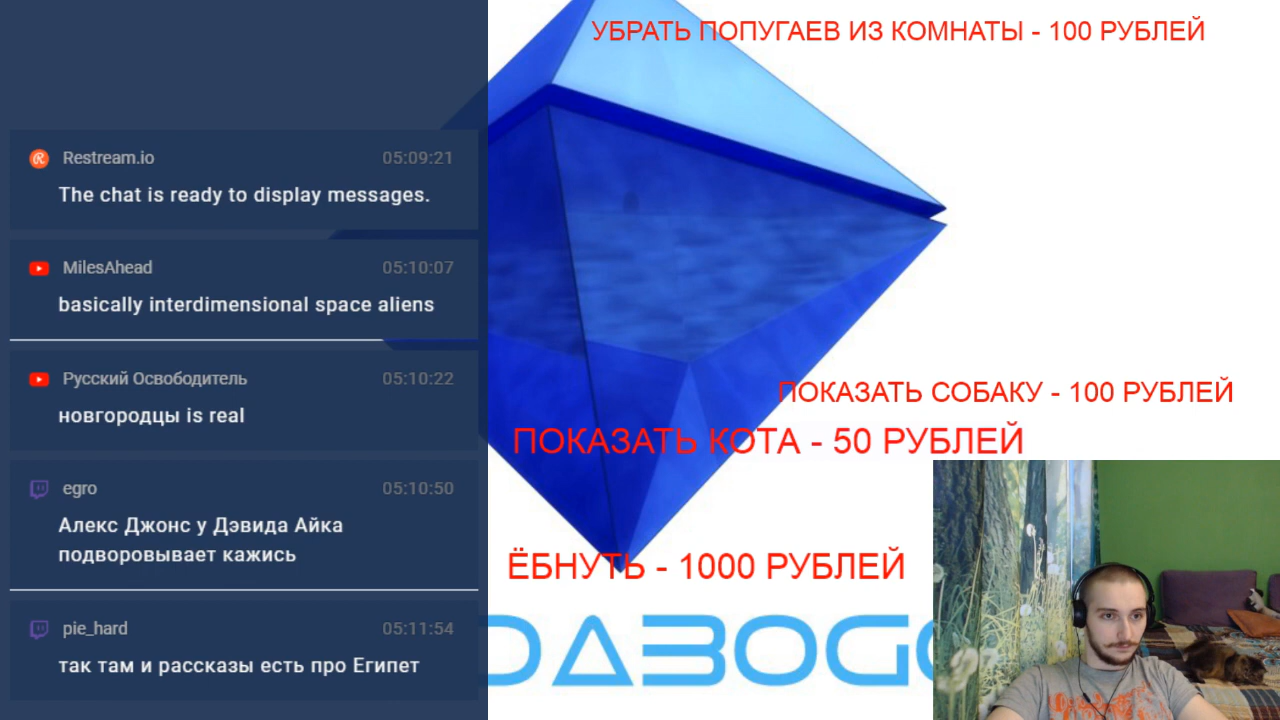 УБРАТЬ ПОПУГАЕВ ИЗ КОМНАТЫ - 100 РУБЛЕЙ
Restream.io 05:09:21
The chat is ready to display messages.
MilesAhead 05:10:07
basically interdimensional space aliens
Русский Освободитель 05:10:22
новгородцы is real
ПОКАЗАТЬ СОБАКУ - 100 РУБЛЕЙ
ПОКАЗАТЬ КОТА - 50 РУБЛЕЙ
egro 05:10:50
Алекс Джонс у Дэвида Айка
подворовывает кажись
ЁБНУТЬ - 1000 РУБЛЕЙ
pie_hard 05:11:54
так там и рассказы есть про Египет